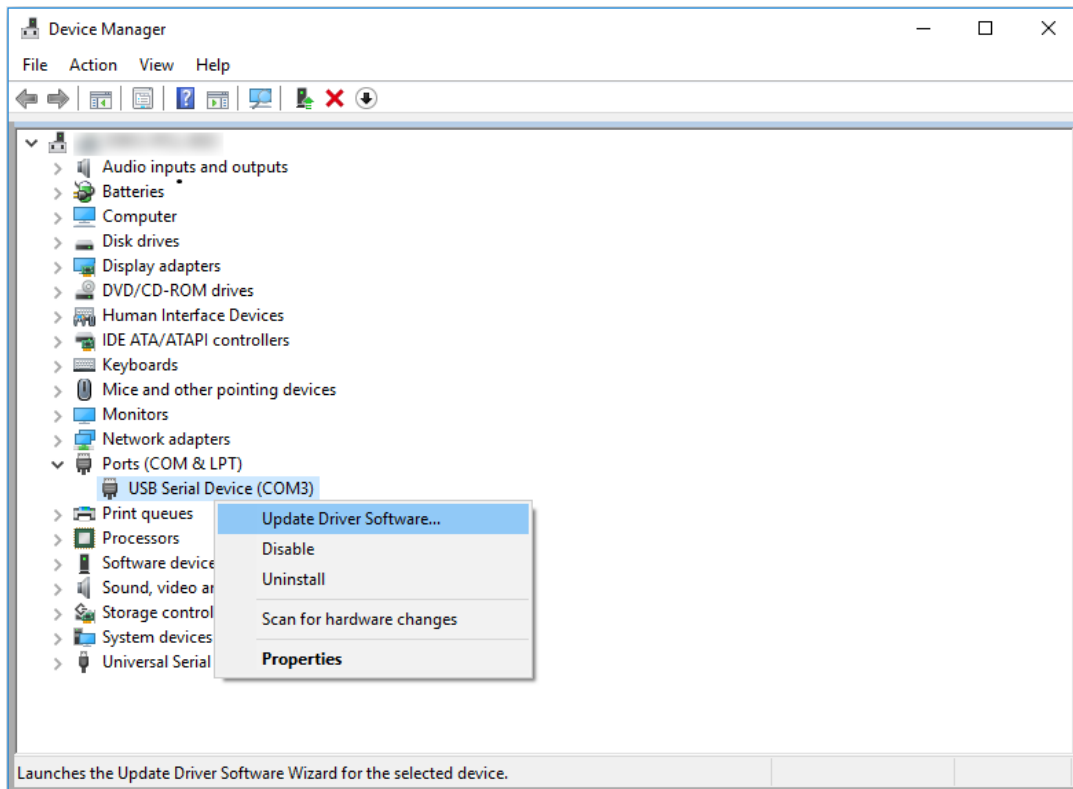 Device Manager
File Action View Help
Audio inputs and outputs
Batteries
Computer
Disk drives
Display adapters
DVD/CD-ROM drives
Human Interface Devices
IDE ATA/ATAPI controllers
Keyboards
Mice and other pointing devices
Monitors
Network adapters
Ports (COM & LPT)
USB Serial Device (COM3)
Print queues
Processors
Software device
Sound, video ar
Storage control
System devices
Universal Serial
Update Driver Software...
Disable
Uninstall
Scan for hardware changes
Properties
Launches the Update Driver Software Wizard for the selected device.